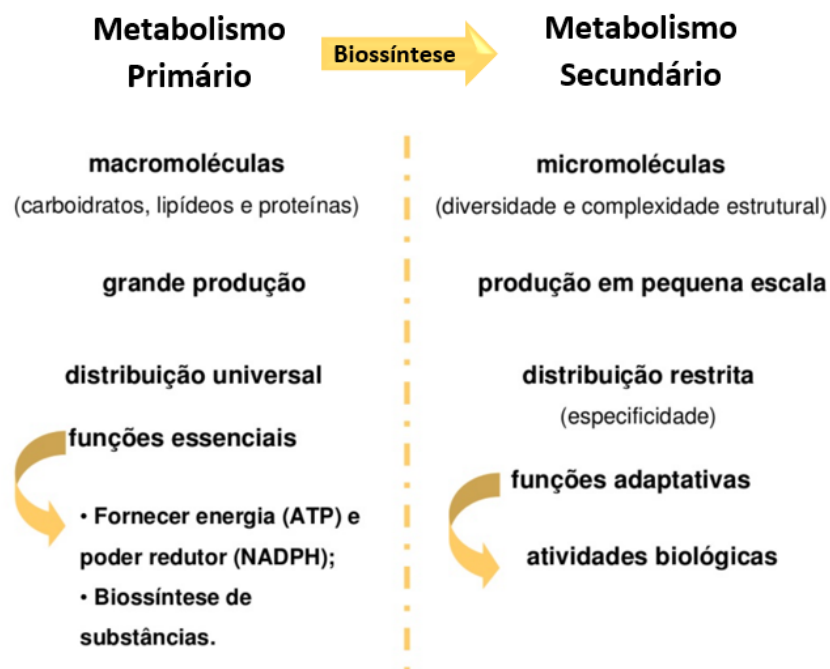 Metabolismo
Primário
Biossíntese
Metabolismo
Secundário
macromoléculas
(carboidratos, lipídeos e proteínas)
grande produção
distribuição universal
funções essenciais
• Fornecer energia (ATP) e
poder redutor (NADPH);
• Biossíntese de
substâncias.
micromoléculas
(diversidade e complexidade estrutural)
produção em pequena escala
distribuição restrita
(especificidade)
funções adaptativas
atividades biológicas